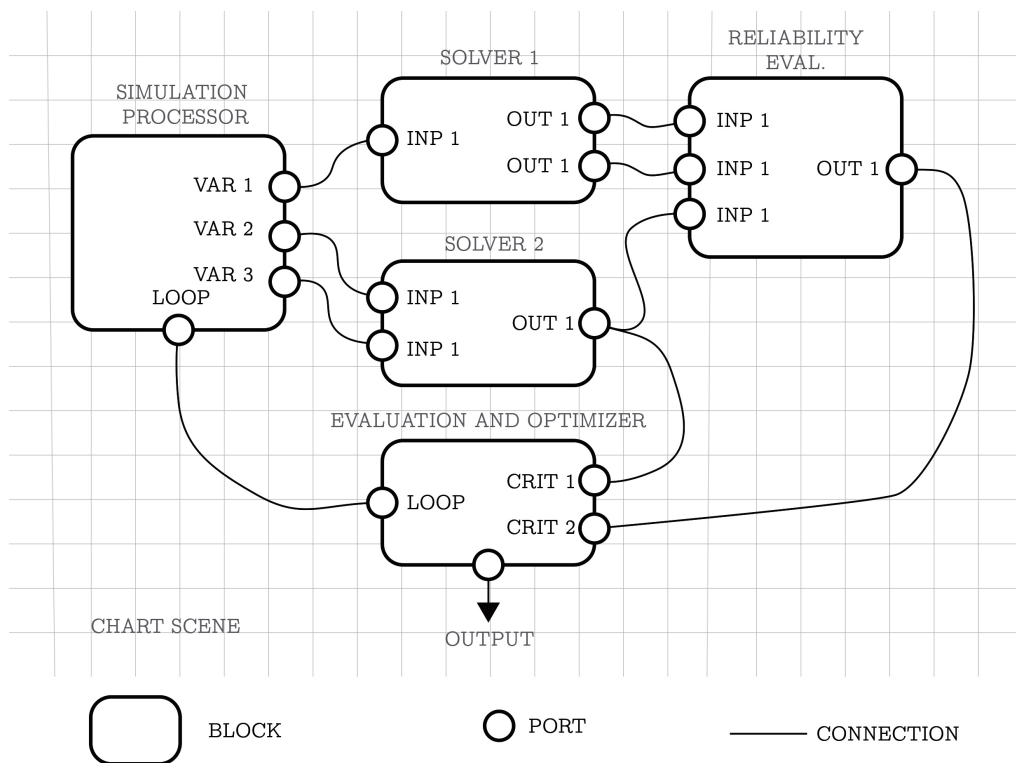 SIMULATION
PROCESSOR
VAR 1
VAR 2
VAR 3
LOOP
SOLVER 1
INP 1
OUT 1
OUT 1
SOLVER 2
INP 1
INP 1
OUT 1
RELIABILITY
EVAL.
INP 1
INP 1
INP 1
OUT 1
EVALUATION AND OPTIMIZER
LOOP
CRIT 1
CRIT 2
OUTPUT
CHART SCENE
BLOCK
PORT
CONNECTION